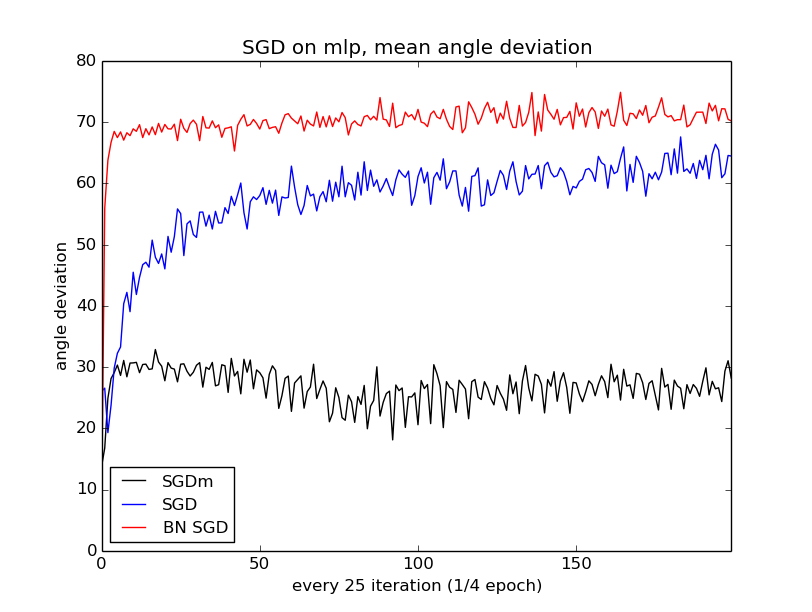 SGD on mlp, mean angle deviation
80
70
60
50
40
30
20
10
0
angle deviation
SGDm
SGD
BN SGD
0 50 100 150
every 25 iteration (1/4 epoch)